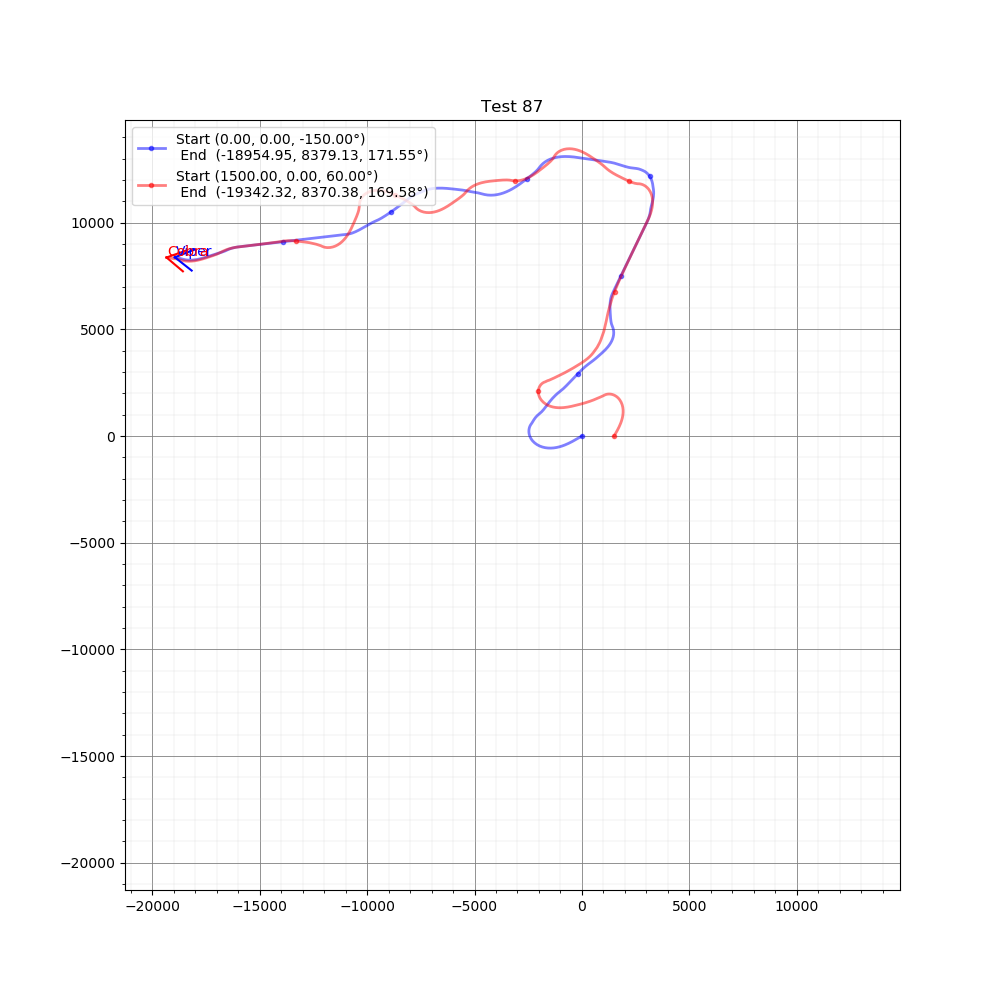 Test 87
Start (0.00, 0.00, -150.00°)
End  (-18954.95, 8379.13, 171.55°)
Start (1500.00, 0.00, 60.00°)
End  (-19342.32, 8370.38, 169.58°)
10000
5000
0
−5000
−10000
−15000
−20000
−20000 −15000 −10000 −5000 0 5000 10000